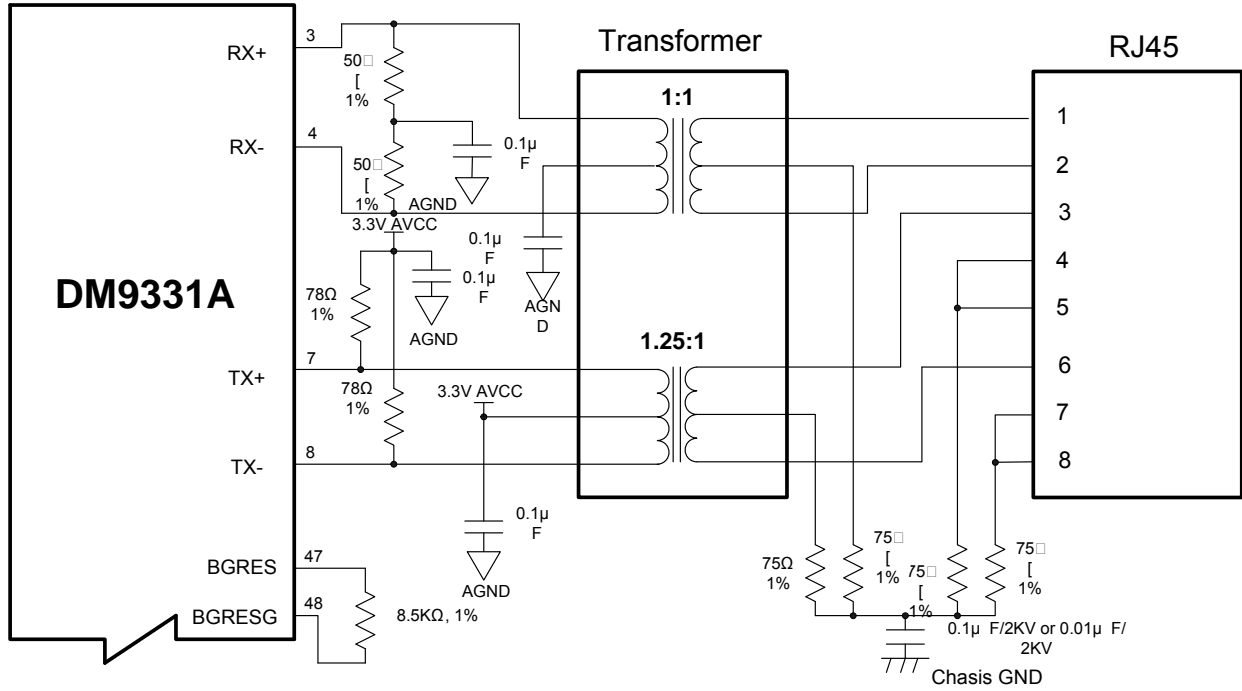 Transformer
RJ45
DM9331A
RX+
3
RX-
4
50□
[
1%
50□
[
1%
0.1µ
F
AGND
3.3V AVCC
0.1µ
F
AGND
0.1µ
F
AGN
D
78Ω
1%
78Ω
1%
TX+
7
TX-
8
3.3V AVCC
0.1µ
F
AGND
BGRES
47
BGRESG
48
8.5KΩ, 1%
1:1
1.25:1
1
2
3
4
5
6
7
8
75Ω
1%
75□
[
1%
75□
[
1%
75□
[
1%
0.1µ F/2KV or 0.01µ F/
2KV
Chasis GND